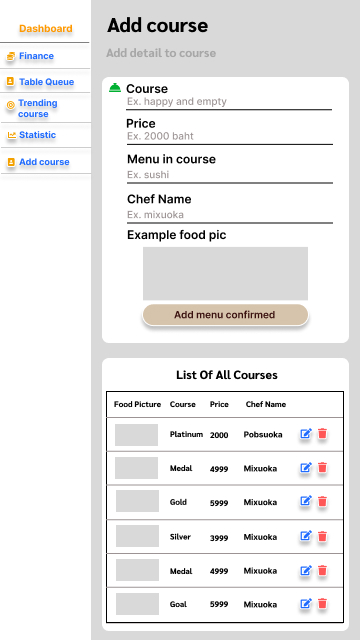 Dashboard
Finance
Table Queue
Trending
course
Statistic
Add course
Add course
Add detail to course
Course
Ex. happy and empty
Price
Ex. 2000 baht
Menu in course
Ex. sushi
Chef Name
Ex. mixuoka
Example food pic
Add menu confirmed
List Of All Courses
Food Picture Course Price Chef Name
Platinum 2000 Pobsuoka
Medal 4999 Mixuoka
Gold 5999 Mixuoka
Silver 3999 Mixuoka
Medal 4999 Mixuoka
Goal 5999 Mixuoka